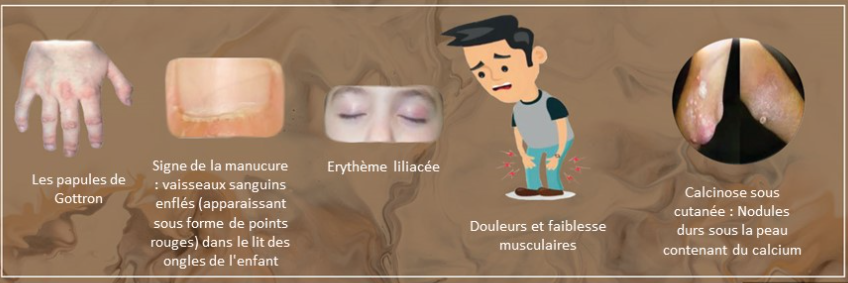 Les papules de
Gottron
Signe de la manucure
: vaisseaux sanguins
enflés (apparaissant
sous forme de points
rouges) dans le lit des
ongles de l'enfant
Erythème liliacée
Douleurs et faiblesse
musculaires
Calcinose sous
cutanée : Nodules
durs sous la peau
contenant du calcium